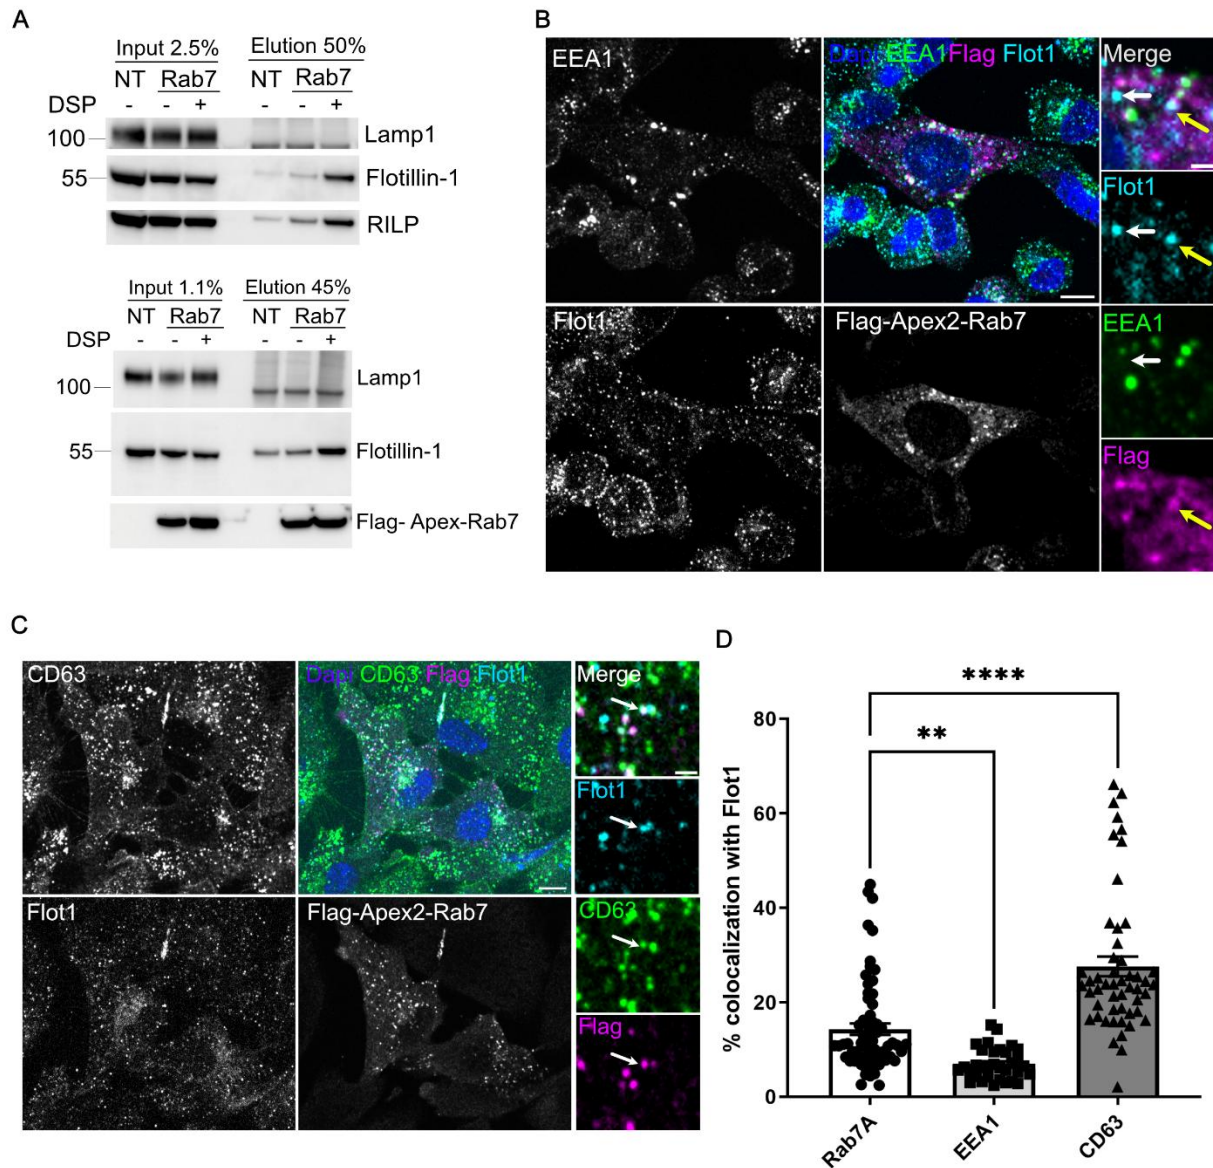 A
Input 2.5% Elution 50%
NT Rab7 NT Rab7
DSP - - + - - +
100 Lamp1
55 Flotillin-1
RILP
Input 1.1% Elution 45%
NT Rab7 NT Rab7
DSP - - + - - +
Lamp1
100
55 Flotillin-1
Flag- Apex-Rab7
B
EEA1
Dapi EEA1 Flag Flot1
Merge
Flot1
Flot1
Flag-Apex2-Rab7
EEA1
Flag
C
CD63
Dapi CD63 Flag Flot1
Merge
Flot1
Flot1
Flag-Apex2-Rab7
CD63
Flag
D
****
**
80
60
40
20
0
% colocalization with Flot1
Rab7A
EEA1
CD63